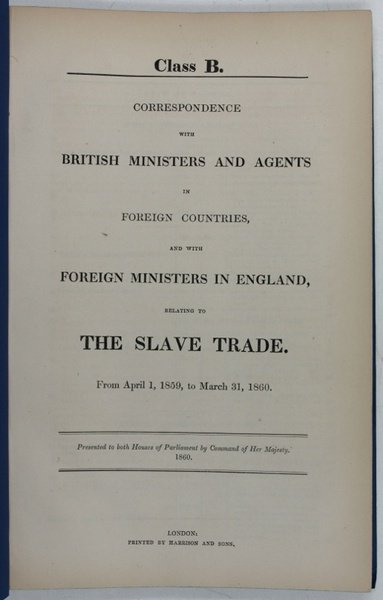 Class B.
CORRESPONDENCE
WITH
BRITISH MINISTERS AND AGENTS
IN
FOREIGN COUNTRIES,
AND WITH
FOREIGN MINISTERS IN ENGLAND,
RELATING TO
THE SLAVE TRADE.
From April 1, 1859, to March 31, 1860.
Presented to both Houses of Parliament by Command of Her Majesty.
1860.
LONDON:
PRINTED BY HARRISON AND SONS.